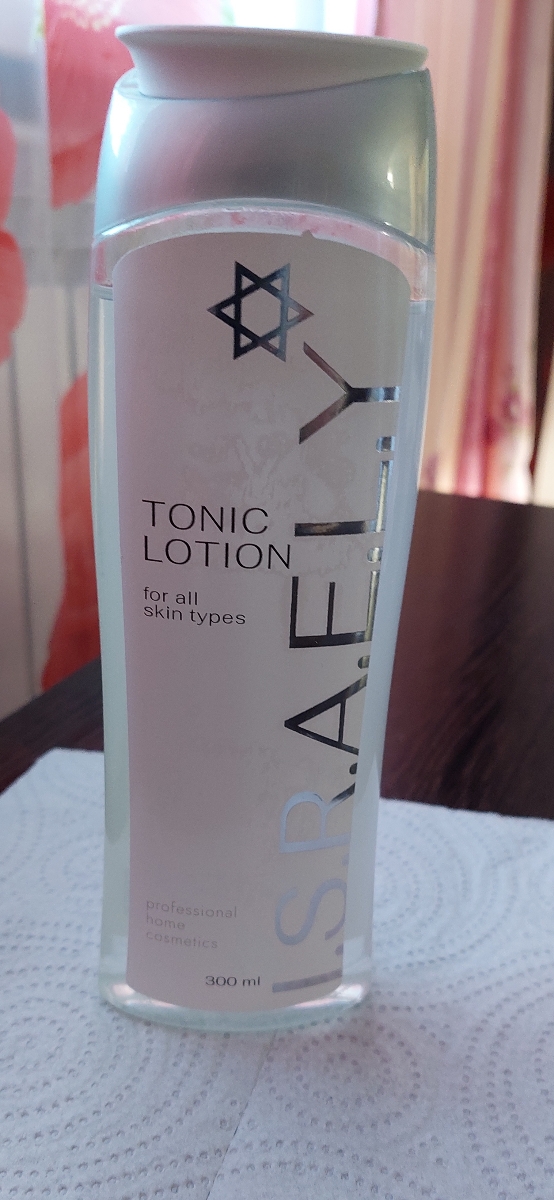 TONIC
LOTION
for all
skin types
I.S.R.A.E.L.Y
professional
home
cosmetics
300 ml